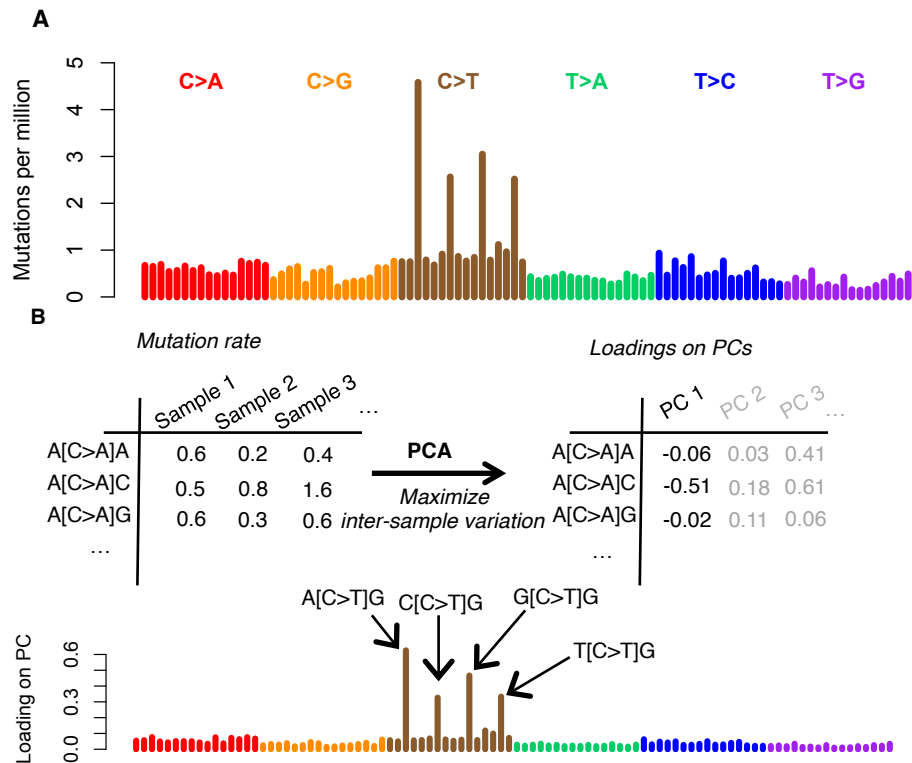 A
Mutations per million
5
4
3
2
1
0
C>A C>G C>T T>A T>C T>G
B
Mutation rate
Loadings on PCs
Sample 1 Sample 2 Sample 3 ...
PC 1 PC 2 PC 3 ...
A[C>A]A 0.6 0.2 0.4
A[C>A]C 0.5 0.8 1.6
A[C>A]G 0.6 0.3 0.6
...
PCA
Maximize
inter-sample variation
A[C>A]A -0.06 0.03 0.41
A[C>A]C -0.51 0.18 0.61
A[C>A]G -0.02 0.11 0.06
...
A[C>T]G C[C>T]G G[C>T]G
T[C>T]G
Loading on PC
0.6
0.3
0.0